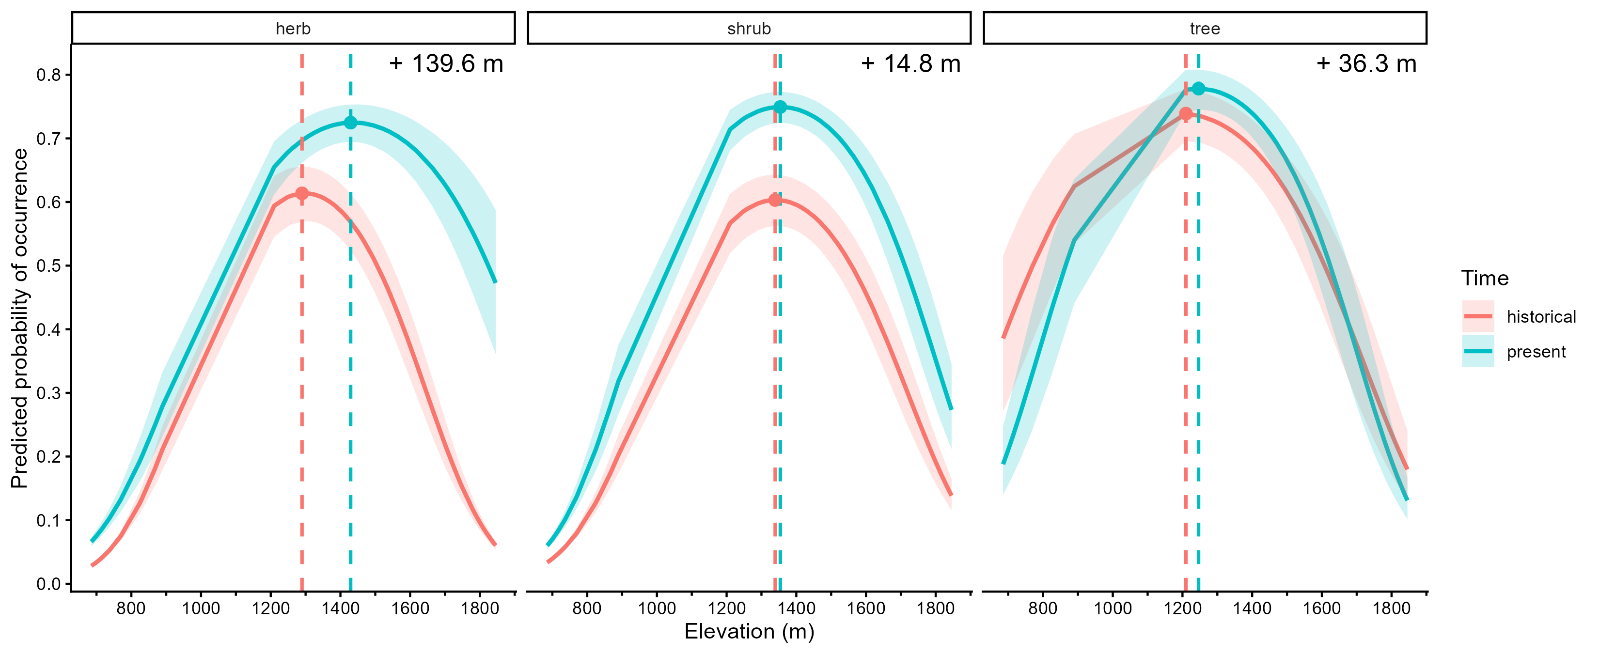 herb
shrub
tree
+ 139.6 m
+ 14.8 m
+ 36.3 m
Predicted probability of occurrence
0.8
0.7
0.6
0.5
0.4
0.3
0.2
0.1
0.0
800 1000 1200 1400 1600 1800
800 1000 1200 1400 1600 1800
800 1000 1200 1400 1600 1800
Elevation (m)
Time
historical
present